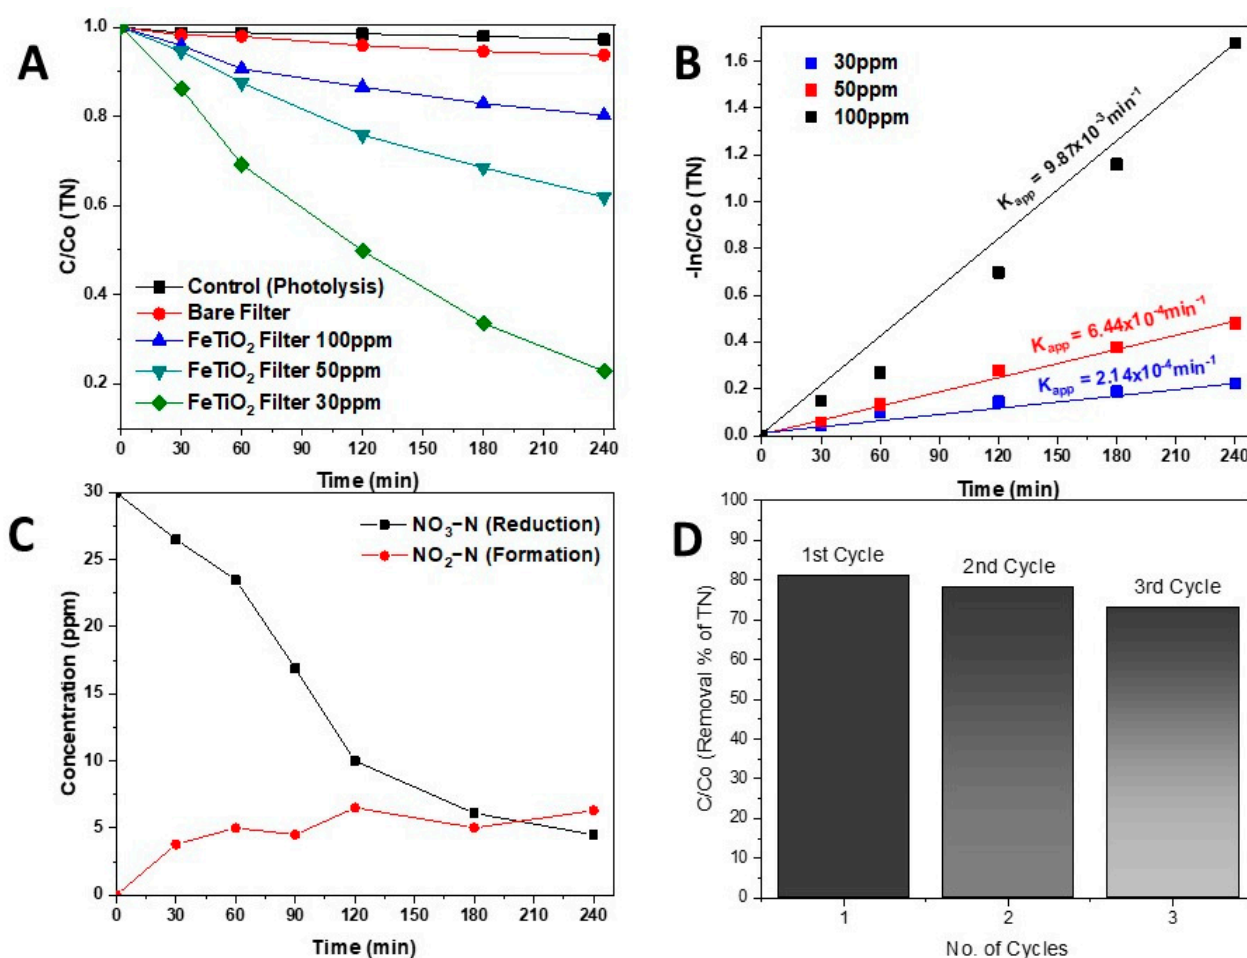 A
1.0
0.8
0.6
0.4
0.2
C/Co (TN)
Control (Photolysis)
Bare Filter
FeTiO₂ Filter 100ppm
FeTiO₂ Filter 50ppm
FeTiO₂ Filter 30ppm
0 30 60 90 120 150 180 210 240
Time (min)
B
1.6
1.4
1.2
1.0
0.8
0.6
0.4
0.2
0.0
-lnC/Co (TN)
30ppm
50ppm
100ppm
Kapp = 9.87x10⁻³min⁻¹
Kapp = 6.44x10⁻⁴min⁻¹
Kapp = 2.14x10⁻⁴min⁻¹
0 30 60 90 120 150 180 210 240
Time (min)
C
30
25
20
15
10
5
0
Concentration (ppm)
NO₃−N (Reduction)
NO₂−N (Formation)
0 30 60 90 120 150 180 210 240
Time (min)
D
100
90
80
70
60
50
40
30
20
10
0
C/Co (Removal % of TN)
1st Cycle
2nd Cycle
3rd Cycle
1 2 3
No. of Cycles